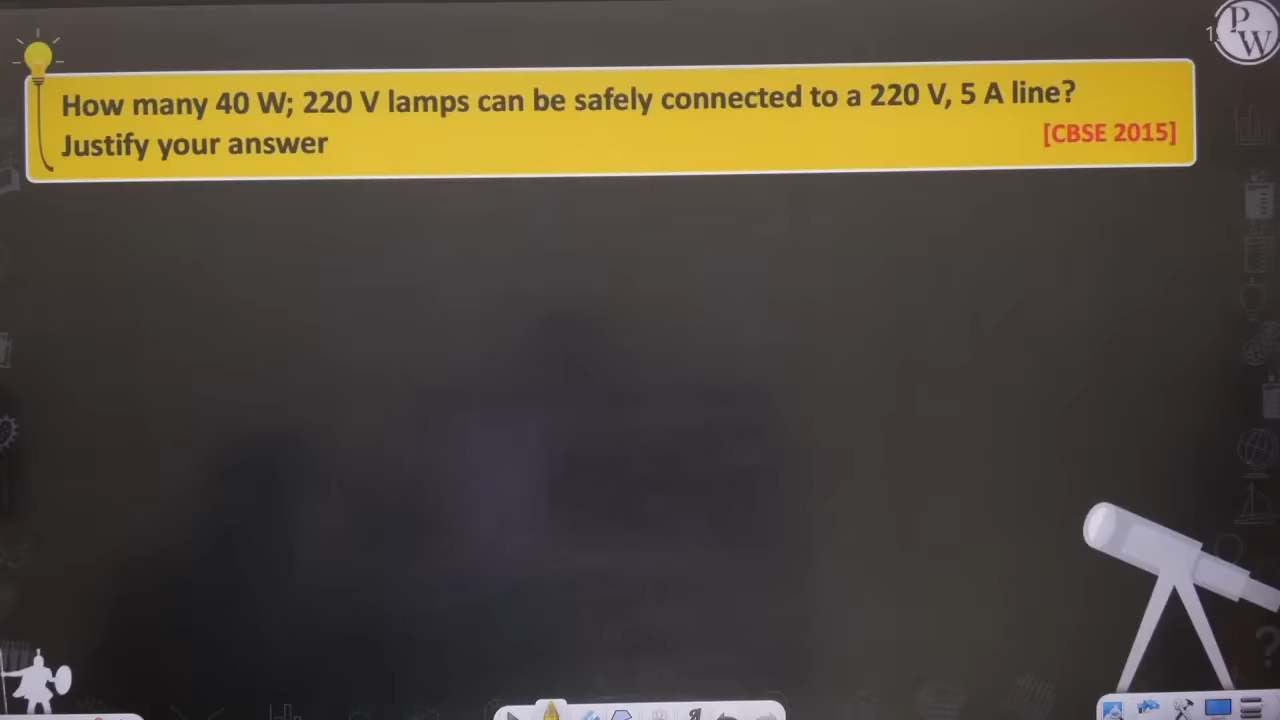 How many 40 W; 220 V lamps can be safely connected to a 220 V, 5 A line?
Justify your answer
[CBSE 2015]
P
W